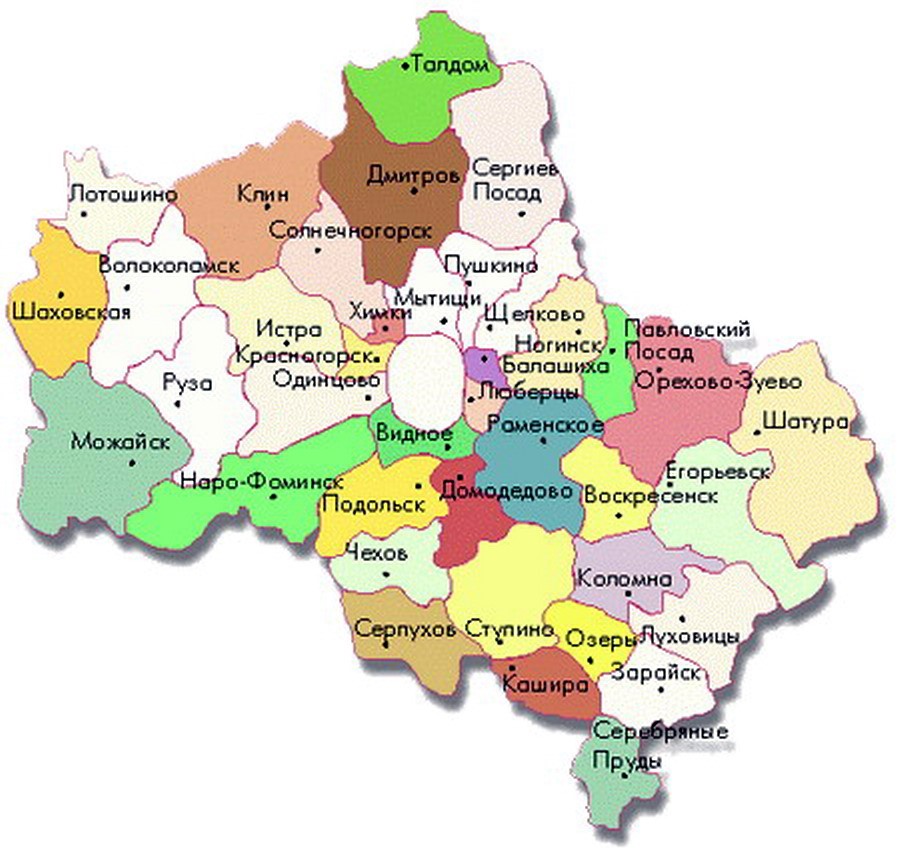 Талдом
Дмитров
Сергиев
Посад
Лотошино
Клин
Солнечногорск
Волоколамск
Пушкино
Шаховская
Мытищи
Химки
Щелково
Истра
Павловский
Посад
Красногорск
Ногинск
Балашиха
Руза
Одинцово
Орехово-Зуево
Люберцы
Шатура
Можайск
Видное
Раменское
Наро-Фоминск
Егорьевск
Подольск
Домодедово
Воскресенск
Чехов
Коломна
Серпухов
Ступино
Озеры
Луховицы
Кашира
Зарайск
Серебряные
Пруды